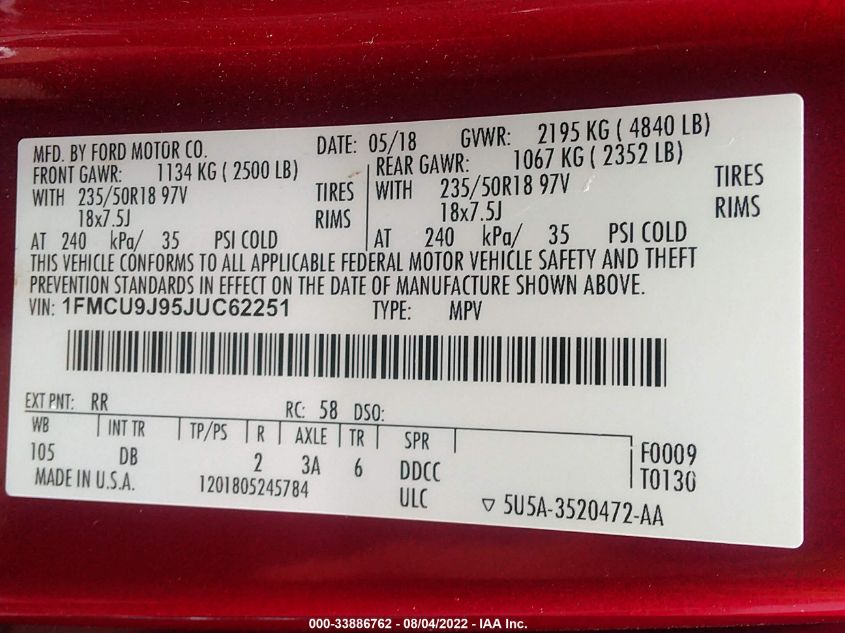 MFD. BY FORD MOTOR CO. DATE: 05/18 GVWR: 2195 KG ( 4840 LB)
FRONT GAWR: 1134 KG ( 2500 LB) REAR GAWR: 1067 KG ( 2352 LB)
WITH 235/50R18 97V TIRES WITH 235/50R18 97V TIRES
18x7.5J RIMS 18x7.5J RIMS
AT 240 kPa/ 35 PSI COLD AT 240 kPa/ 35 PSI COLD
THIS VEHICLE CONFORMS TO ALL APPLICABLE FEDERAL MOTOR VEHICLE SAFETY AND THEFT
PREVENTION STANDARDS IN EFFECT ON THE DATE OF MANUFACTURE SHOWN ABOVE.
VIN: 1FMCU9J95JUC62251 TYPE: MPV
EXT PNT: RR RC: 58 DSO:
WB INT TR TP/PS R AXLE TR SPR
105 DB 2 3A 6 DDCC F0009
MADE IN U.S.A. 1201805245784 ULC T0130
▽ 5U5A-3520472-AA
000-33886762 - 08/04/2022 - IAA Inc.